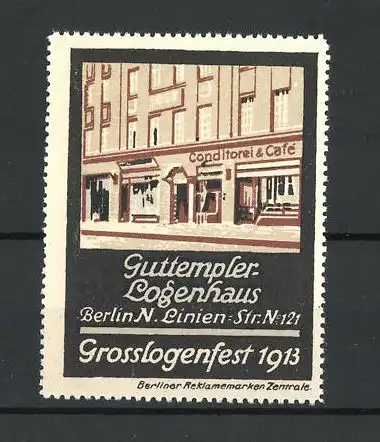 Conditorei & Café
Guttempler-
Logenhaus
Berlin N. Linien-Str. N: 121
Grosslogenfest 1913
Berliner Reklamemarken Zentrale.